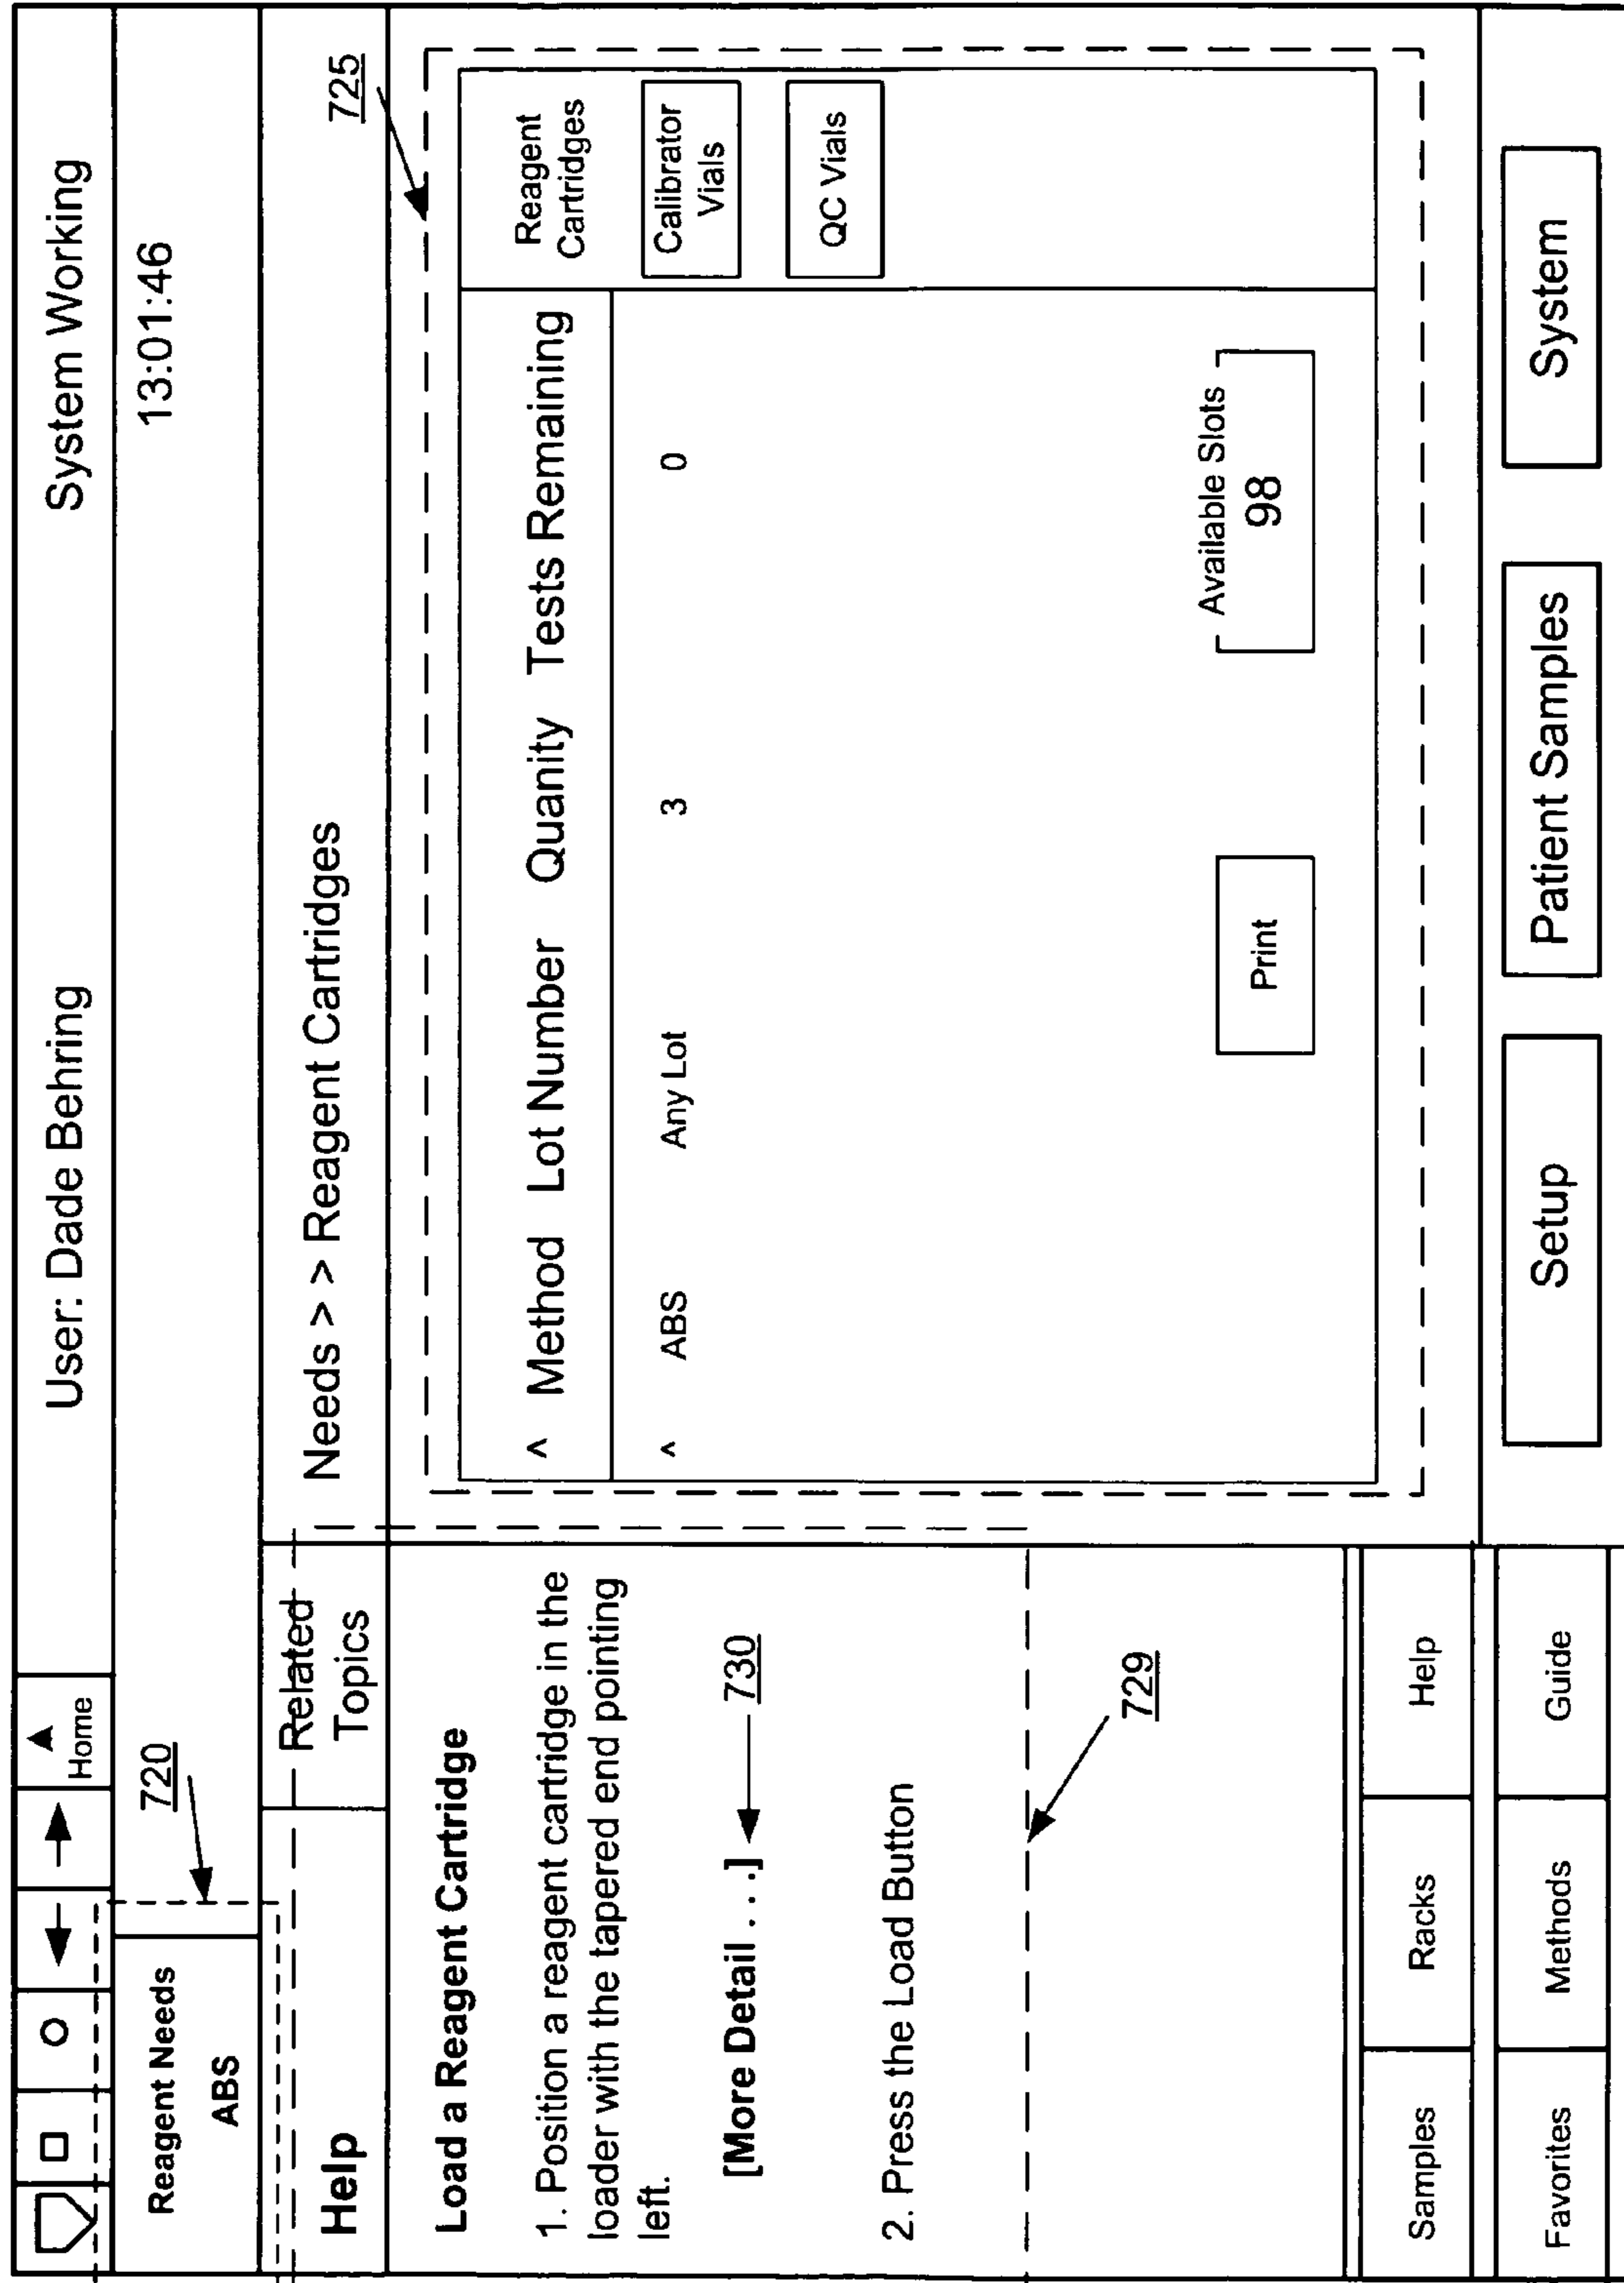 Home
User: Dade Behring
System Working
Reagent Needs
ABS
720
13:01:46
Help
Related
Topics
Needs > > Reagent Cartridges
725
Load a Reagent Cartridge
1. Position a reagent cartridge in the
loader with the tapered end pointing
left.
[More Detail . . .]
730
2. Press the Load Button
729
^ Method Lot Number Quanity Tests Remaining
^ ABS Any Lot 3 0
Print
Available Slots
98
Reagent
Cartridges
Calibrator
Vials
QC Vials
Samples
Racks
Help
Favorites
Methods
Guide
Setup
Patient Samples
System